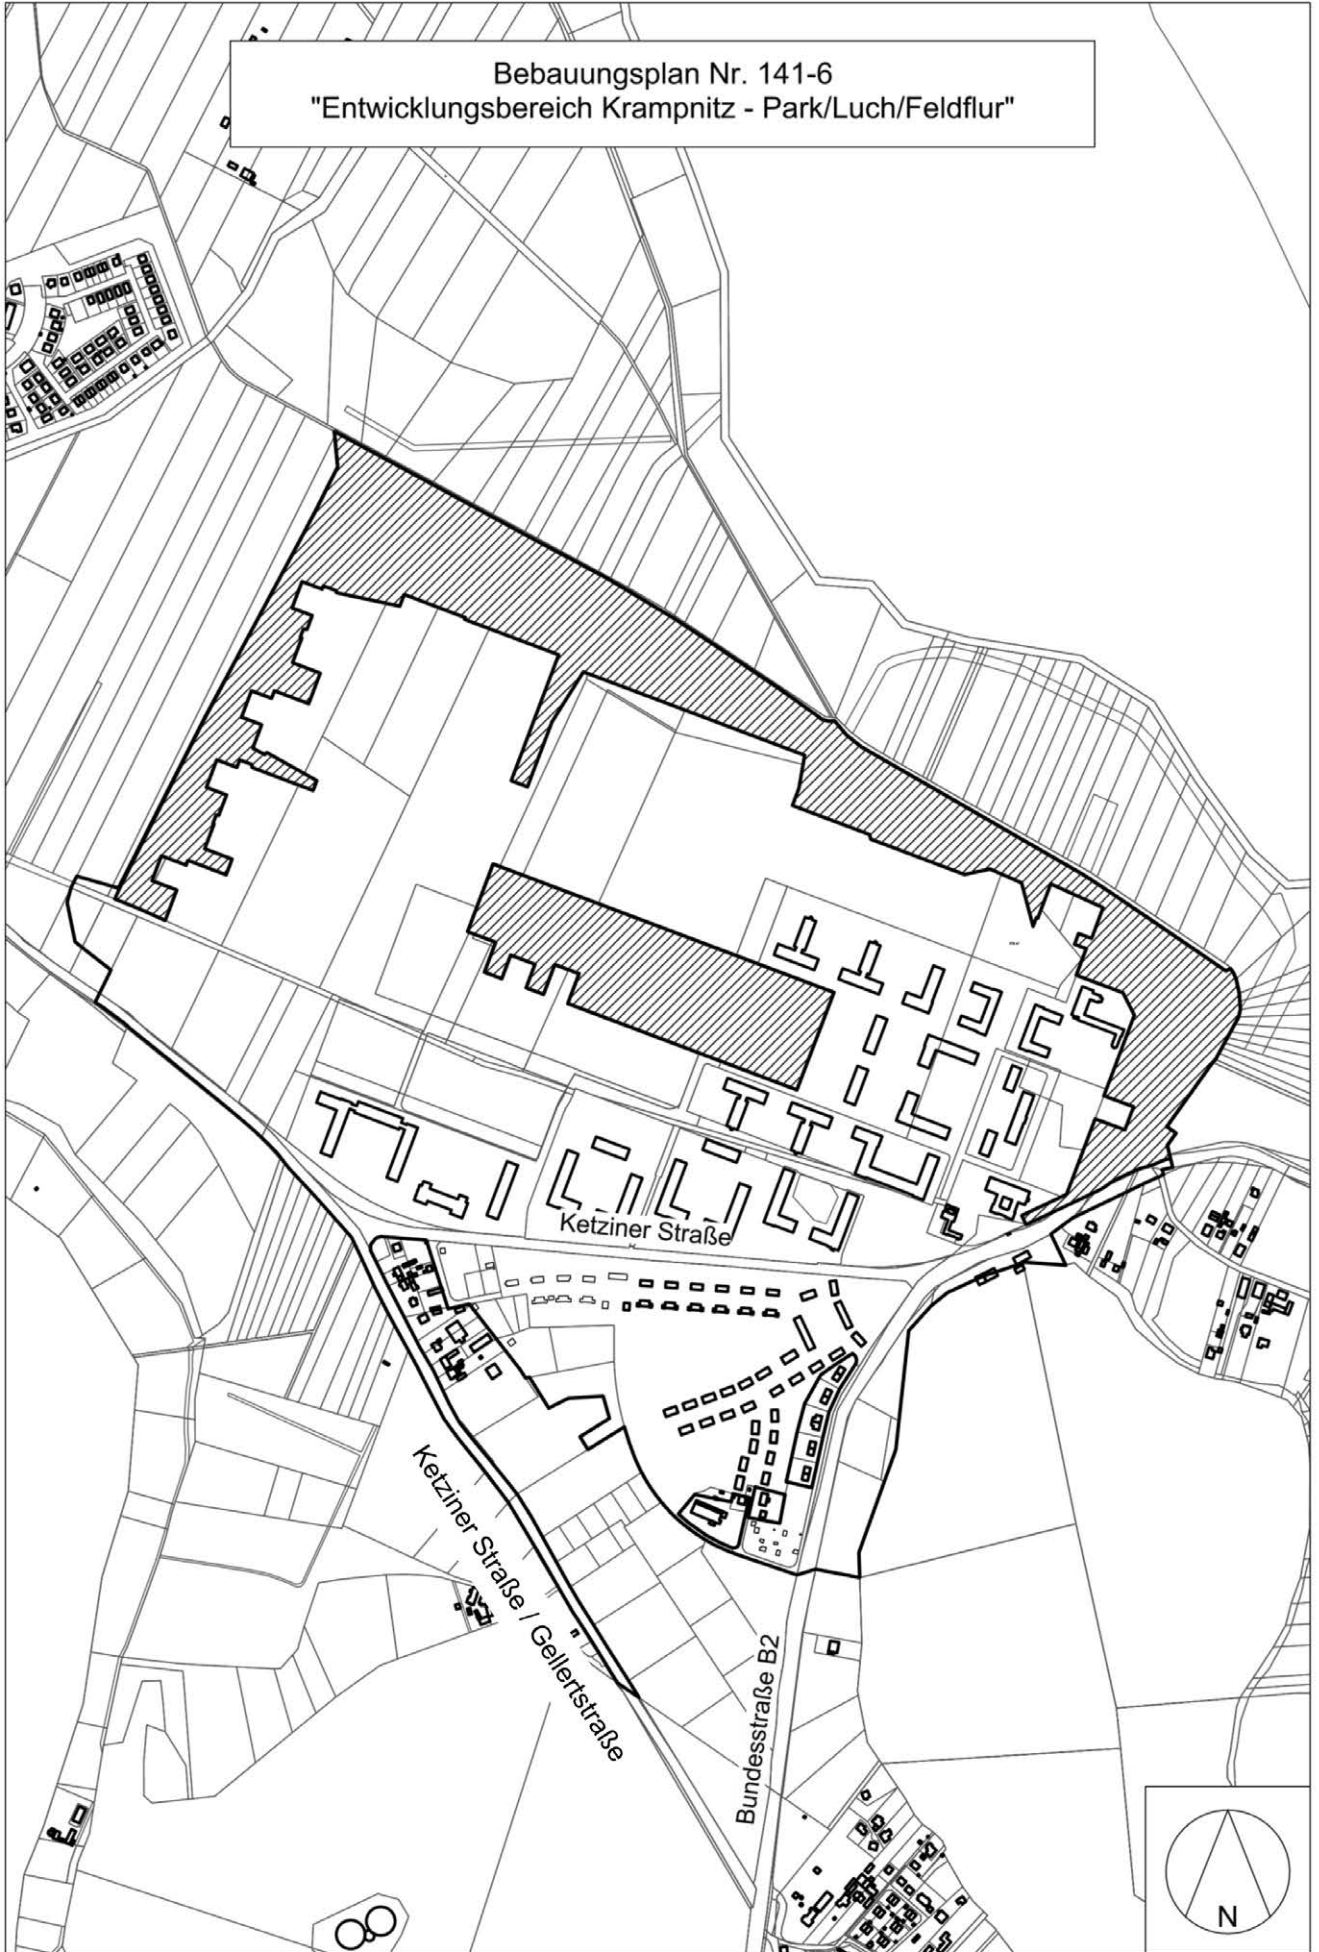 Bebauungsplan Nr. 141-6
"Entwicklungsbereich Krampnitz - Park/Luch/Feldflur"
Ketziner Straße
Ketziner Straße / Gellertstraße
Bundesstraße B2
N